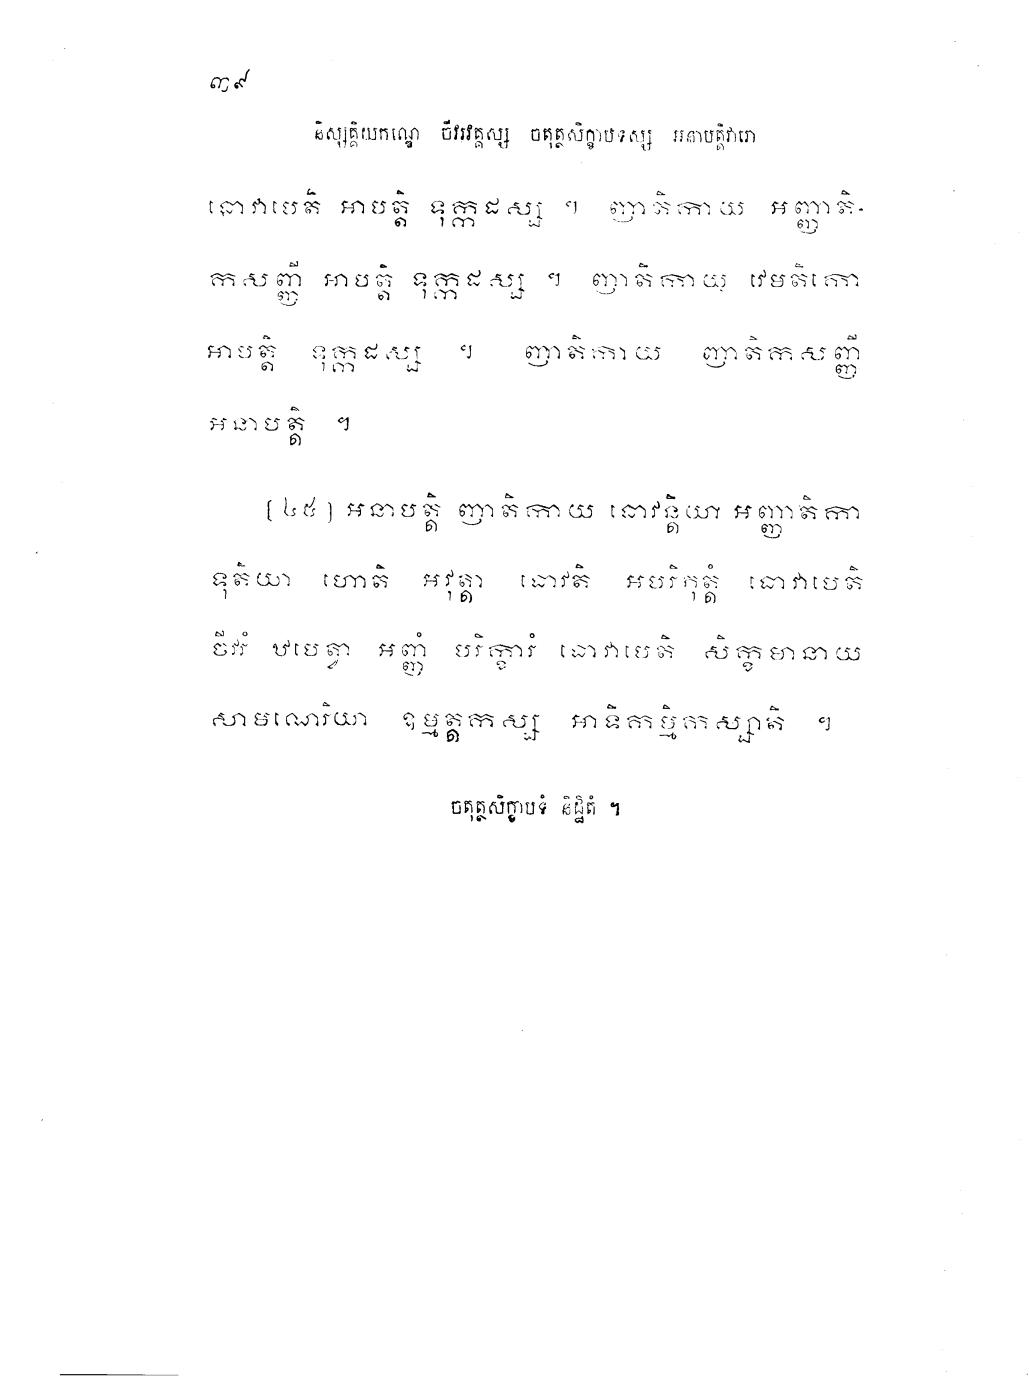 ៣៩
និស្សគ្គិយកណ្ឌេ ចីវរវគ្គស្ស ចតុត្ថសិក្ខាបទស្ស អនាបត្តិវារោ
ធោវាបេតិ អាបត្តិ ទុក្កដស្ស ។ ញាតិកាយ អញ្ញាតិ-
កសញ្ញី អាបត្តិ ទុក្កដស្ស ។ ញាតិកាយ វេមតិកោ
អាបត្តិ ទុក្កដស្ស ។ ញាតិកាយ ញាតិកសញ្ញី
អនាបត្តិ ។
[៤៥] អនាបត្តិ ញាតិកាយ ធោវន្តិយា អញ្ញាតិកា
ទុតិយា ហោតិ អវុត្តា ធោវតិ អបរិភុត្តំ ធោវាបេតិ
ចីវរំ ឋបេត្វា អញ្ញំ បរិក្ខារំ ធោវាបេតិ សិក្ខមានាយ
សាមណេរិយា ឧម្មត្តកស្ស អាទិកម្មិកស្សាតិ ។
ចតុត្ថសិក្ខាបទំ និដ្ឋិតំ ។